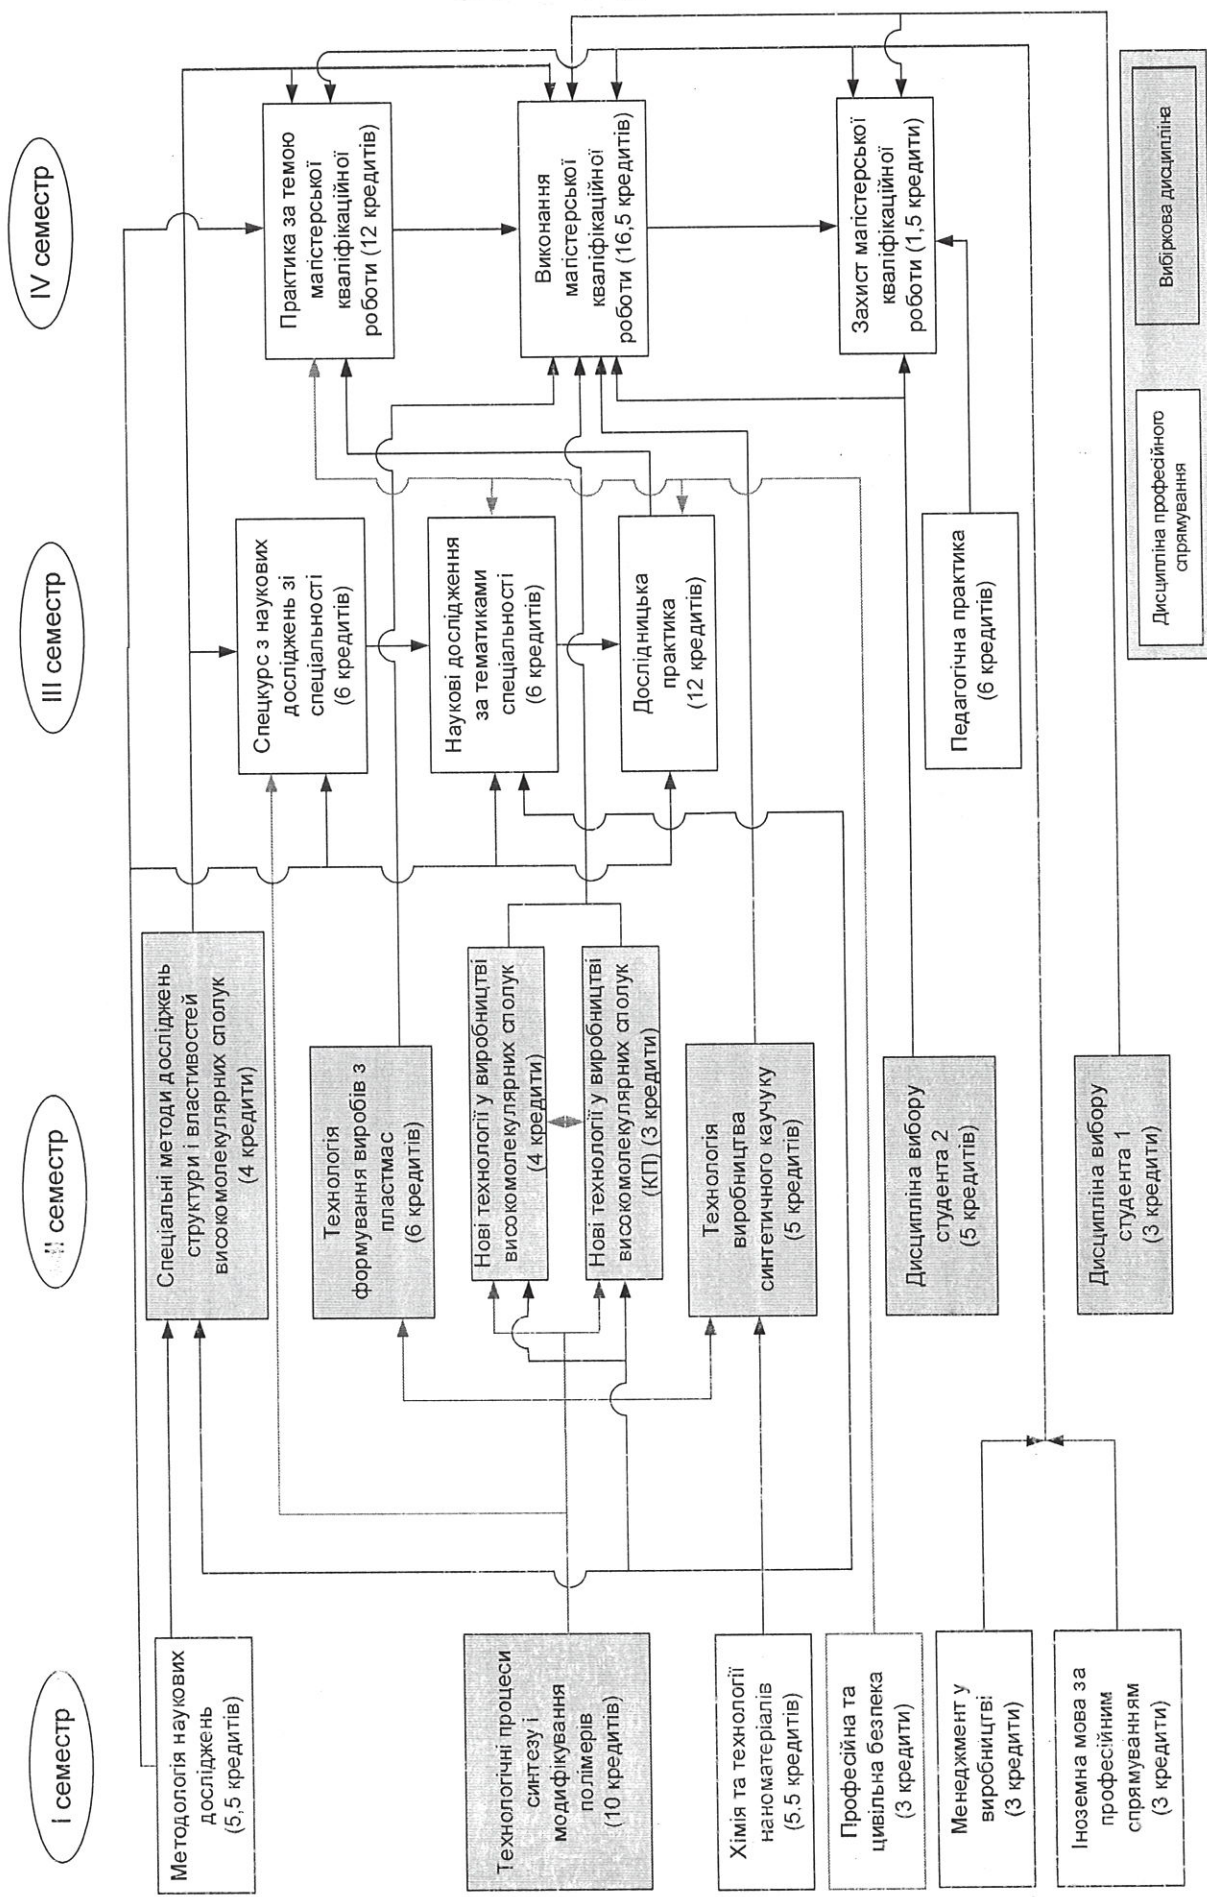 I семестр
II семестр
III семестр
IV семестр
Методологія наукових
досліджень
(5,5 кредитів)
Технологічні процеси
синтезу і
модифікування
полімерів
(10 кредитів)
Хімія та технології
наноматеріалів
(5,5 кредитів)
Професійна та
цивільна безпека
(3 кредити)
Менеджмент у
виробництві
(3 кредити)
Іноземна мова за
професійним
спрямуванням
(3 кредити)
Спеціальні методи досліджень
структури і властивостей
високомолекулярних сполук
(4 кредити)
Технологія
формування виробів з
пластмас
(6 кредитів)
Нові технології у виробництві
високомолекулярних сполук
(4 кредити)
Нові технології у виробництві
високомолекулярних сполук
(КП) (3 кредити)
Технологія
виробництва
синтетичного каучуку
(5 кредитів)
Дисципліна вибору
студента 2
(5 кредитів)
Дисципліна вибору
студента 1
(3 кредити)
Спецкурс з наукових
досліджень зі
спеціальності
(6 кредитів)
Наукові дослідження
за тематиками
спеціальності
(6 кредитів)
Дослідницька
практика
(12 кредитів)
Педагогічна практика
(6 кредитів)
Практика за темою
магістерської
кваліфікаційної
роботи (12 кредитів)
Виконання
магістерської
кваліфікаційної
роботи (16,5 кредитів)
Захист магістерської
кваліфікаційної
роботи (1,5 кредити)
Дисципліна професійного
спрямування
Вибіркова дисципліна